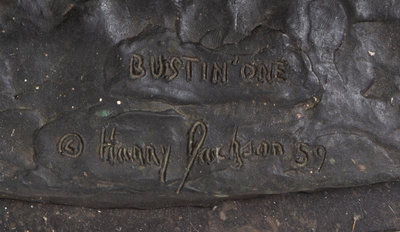 BUSTIN' ONE
© Harry Jackson 59